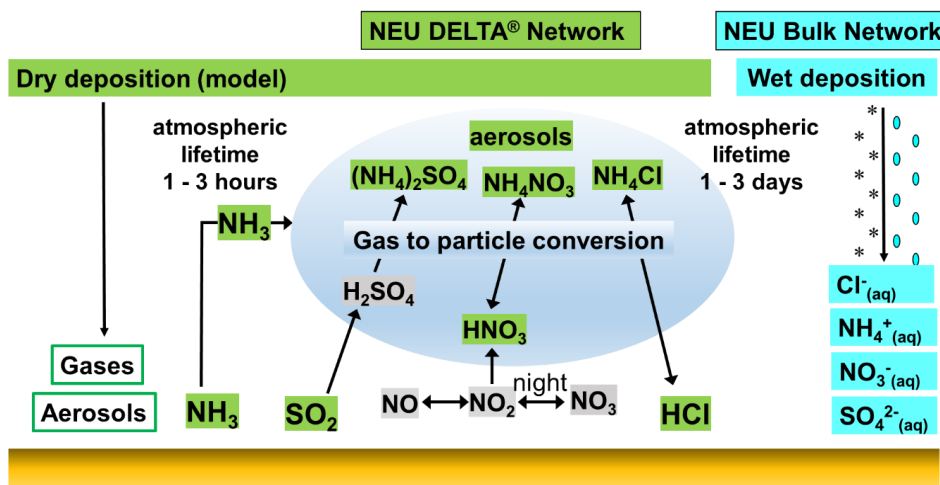 NEU DELTA® Network
NEU Bulk Network
Dry deposition (model)
Wet deposition
atmospheric
lifetime
1 - 3 hours
aerosols
atmospheric
lifetime
1 - 3 days
(NH₄)₂SO₄
NH₄NO₃
NH₄Cl
NH₃
Gas to particle conversion
H₂SO₄
HNO₃
Cl⁻(aq)
NH₄⁺(aq)
NO₃⁻(aq)
SO₄²⁻(aq)
Gases
Aerosols
NH₃
SO₂
NO
NO₂
night
NO₃
HCl